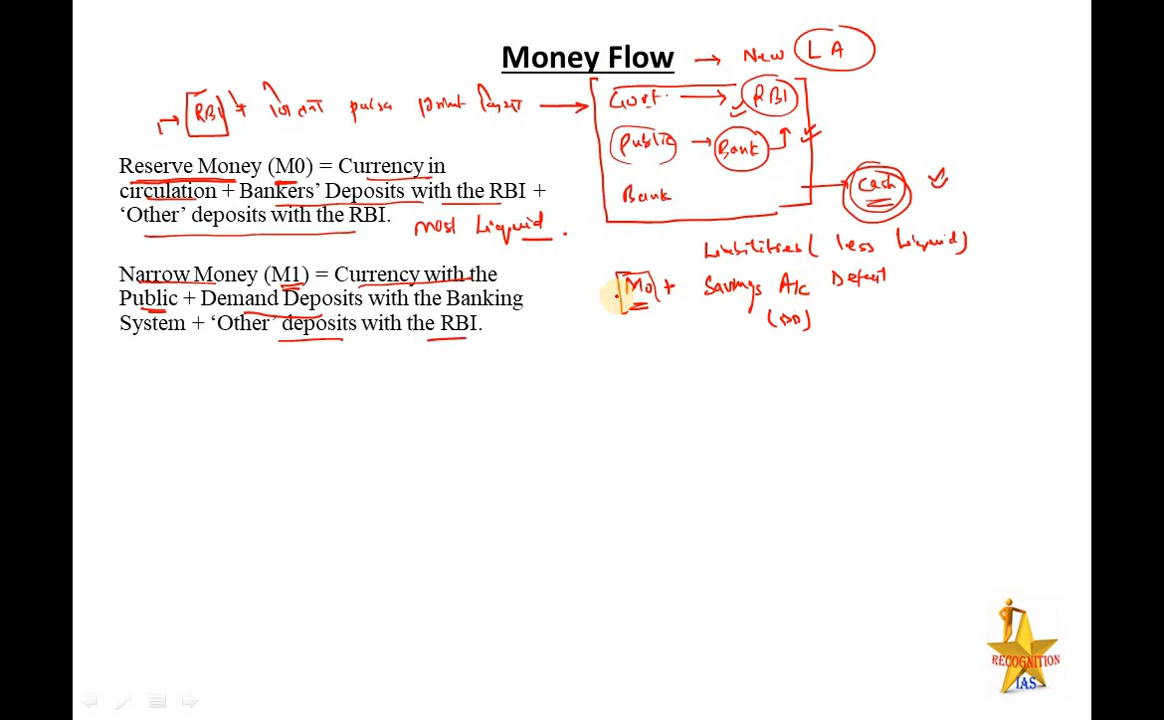 Money Flow → New LA
RBI
Govt. → RBI
Public → Bank
Bank
Cash
Reserve Money (M0) = Currency in
circulation + Bankers' Deposits with the RBI +
'Other' deposits with the RBI.
most Liquid.
Liabilities (less Liquid)
Narrow Money (M1) = Currency with the
Public + Demand Deposits with the Banking
System + 'Other' deposits with the RBI.
M0 + Savings A/c
(DD)
RECOGNITION
IAS